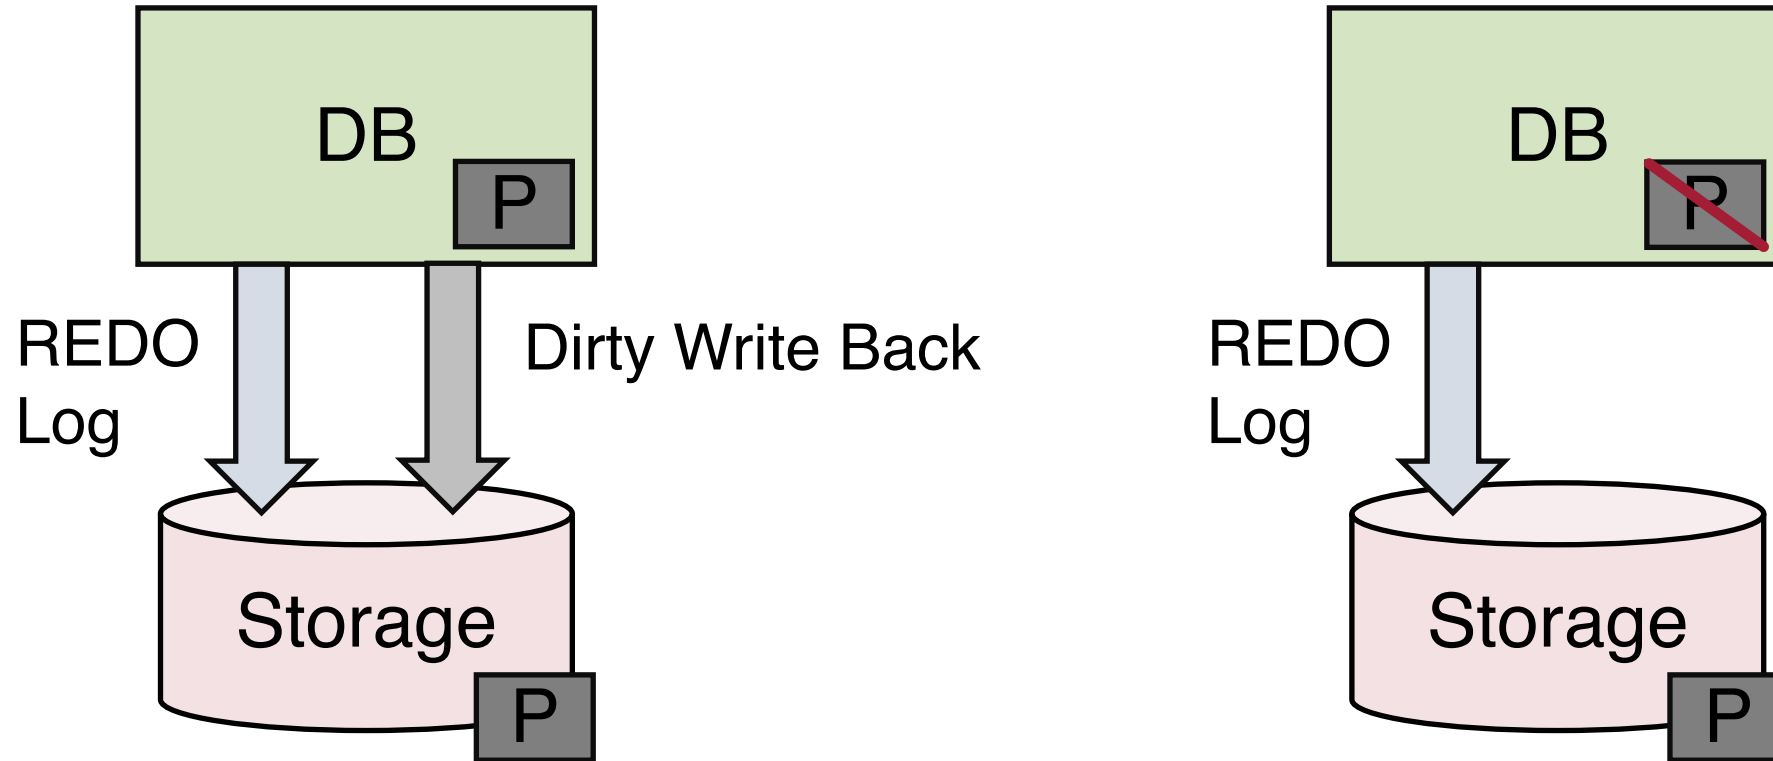 DB
P
REDO
Log
Dirty Write Back
Storage
P
DB
P
REDO
Log
Storage
P